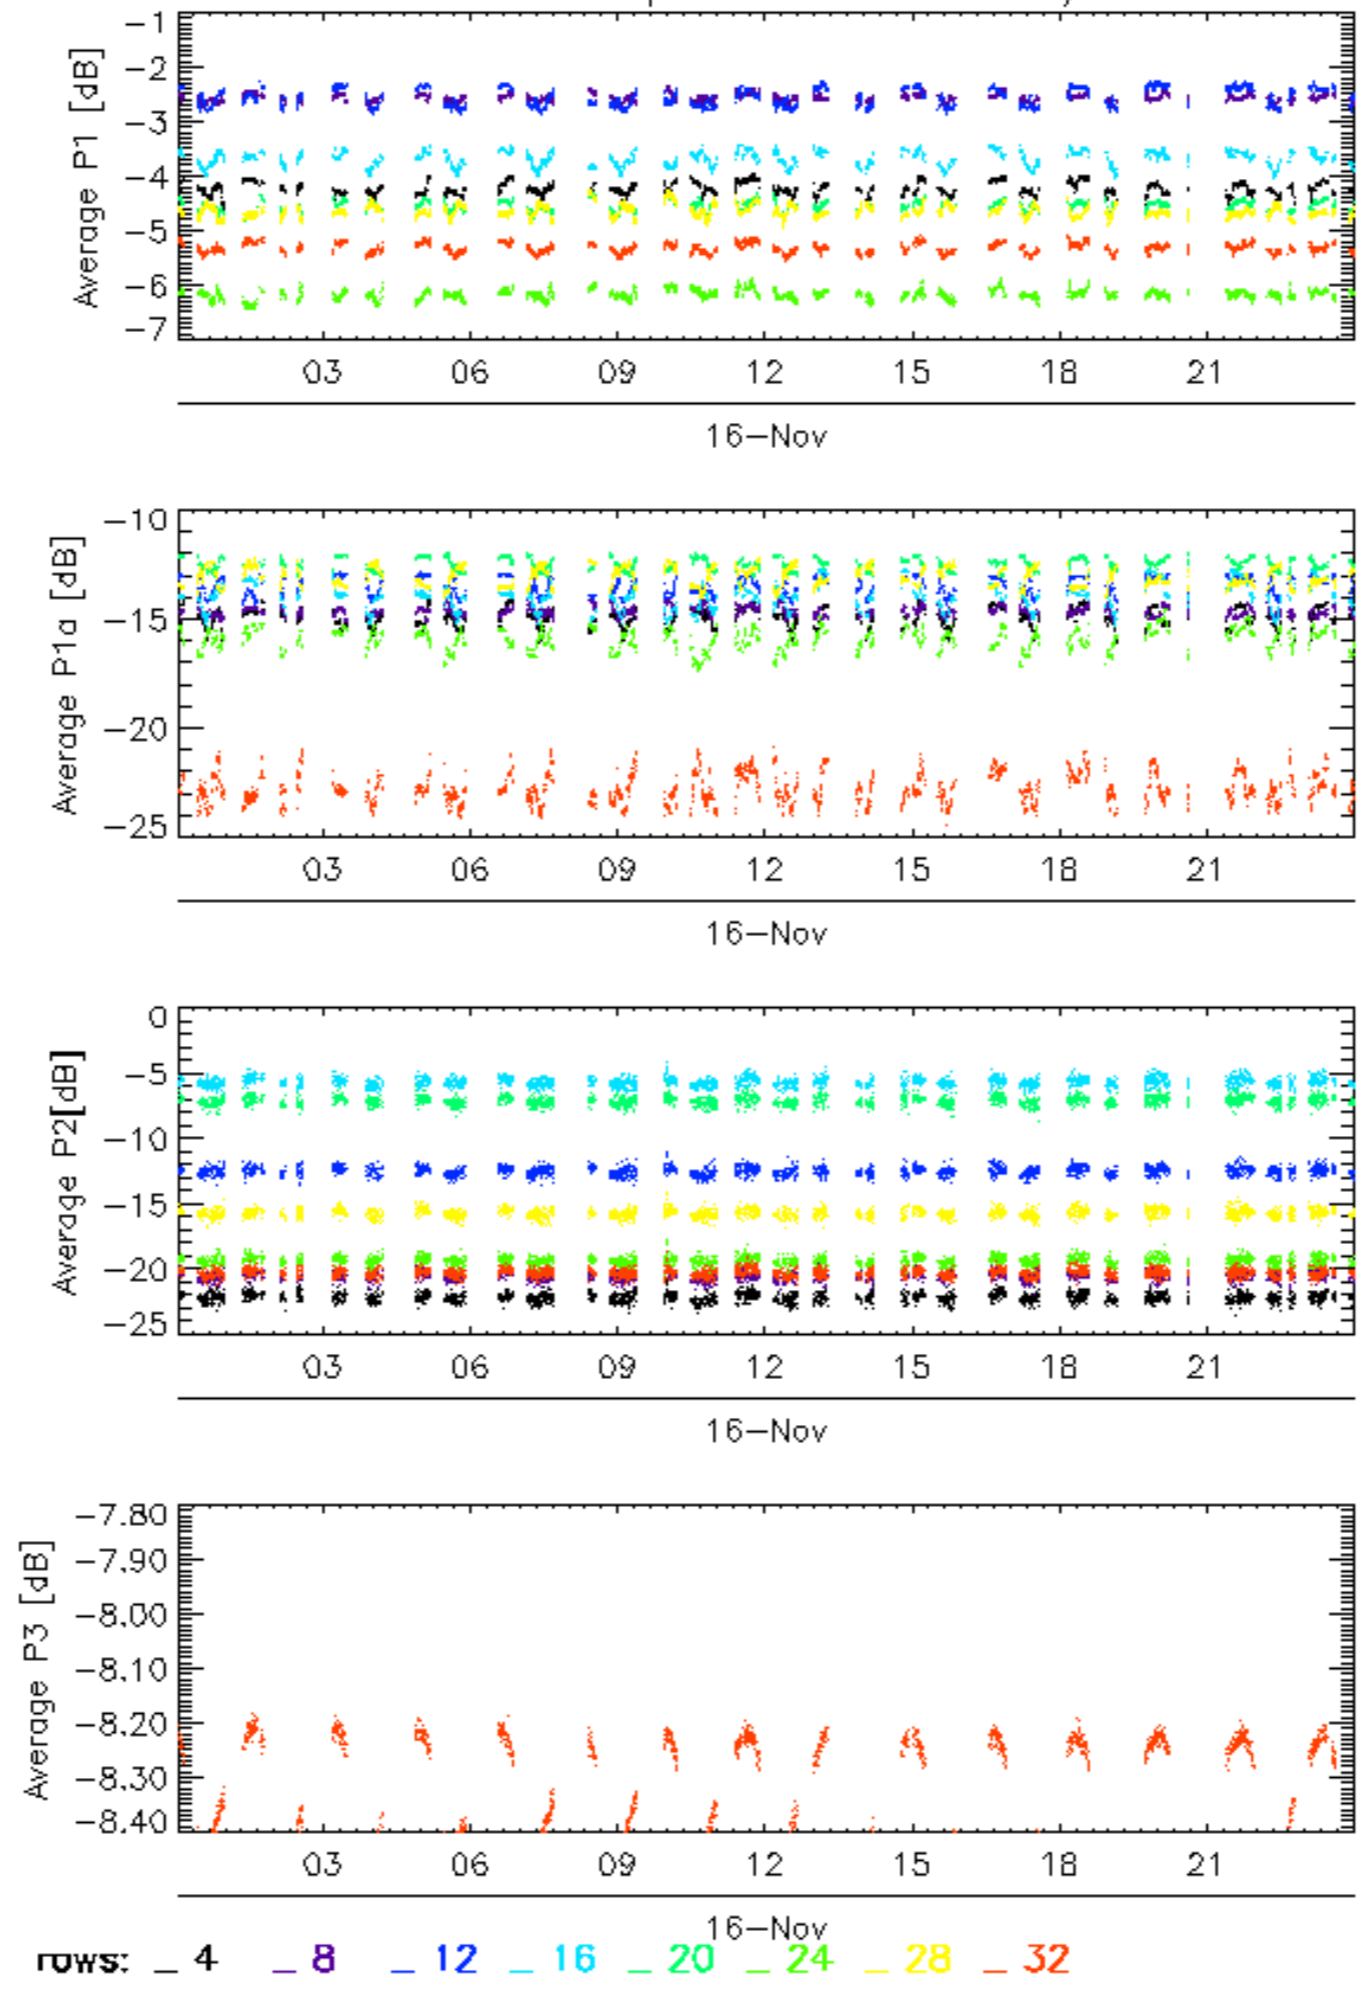 Average P1 [dB]
-1
-2
-3
-4
-5
-6
-7
03 06 09 12 15 18 21
16-Nov
Average P1a [dB]
-10
-15
-20
-25
03 06 09 12 15 18 21
16-Nov
Average P2[dB]
0
-5
-10
-15
-20
-25
03 06 09 12 15 18 21
16-Nov
Average P3 [dB]
-7.80
-7.90
-8.00
-8.10
-8.20
-8.30
-8.40
03 06 09 12 15 18 21
16-Nov
rows: _ 4 _ 8 _ 12 _ 16 _ 20 _ 24 _ 28 _ 32